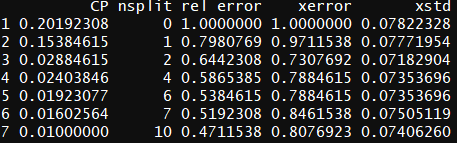 CP nsplit rel error xerror xstd
1 0.20192308 0 1.0000000 1.0000000 0.07822328
2 0.15384615 1 0.7980769 0.9711538 0.07771954
3 0.02884615 2 0.6442308 0.7307692 0.07182904
4 0.02403846 4 0.5865385 0.7884615 0.07353696
5 0.01923077 6 0.5384615 0.7884615 0.07353696
6 0.01602564 7 0.5192308 0.8461538 0.07505119
7 0.01000000 10 0.4711538 0.8076923 0.07406260